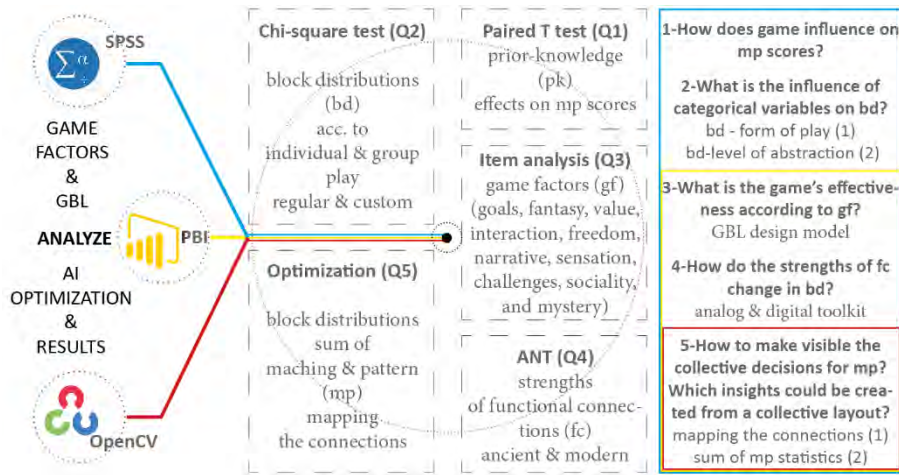 SPSS
Σ α +
GAME
FACTORS
&
GBL
ANALYZE
PBI
AI
OPTIMIZATION
&
RESULTS
OpenCV
Chi-square test (Q2)
block distributions
(bd)
acc. to
individual & group
play
regular & custom
Optimization (Q5)
block distributions
sum of
maching & pattern
(mp)
mapping
the connections
Paired T test (Q1)
prior-knowledge
(pk)
effects on mp scores
Item analysis (Q3)
game factors (gf)
(goals, fantasy, value,
interaction, freedom,
narrative, sensation,
challenges, sociality,
and mystery)
ANT (Q4)
strengths
of functional connec-
tions (fc)
ancient & modern
1-How does game influence on
mp scores?
2-What is the influence of
categorical variables on bd?
bd - form of play (1)
bd-level of abstraction (2)
3-What is the game's effective-
ness according to gf?
GBL design model
4-How do the strengths of fc
change in bd?
analog & digital toolkit
5-How to make visible the
collective decisions for mp?
Which insights could be crea-
ted from a collective layout?
mapping the connections (1)
sum of mp statistics (2)